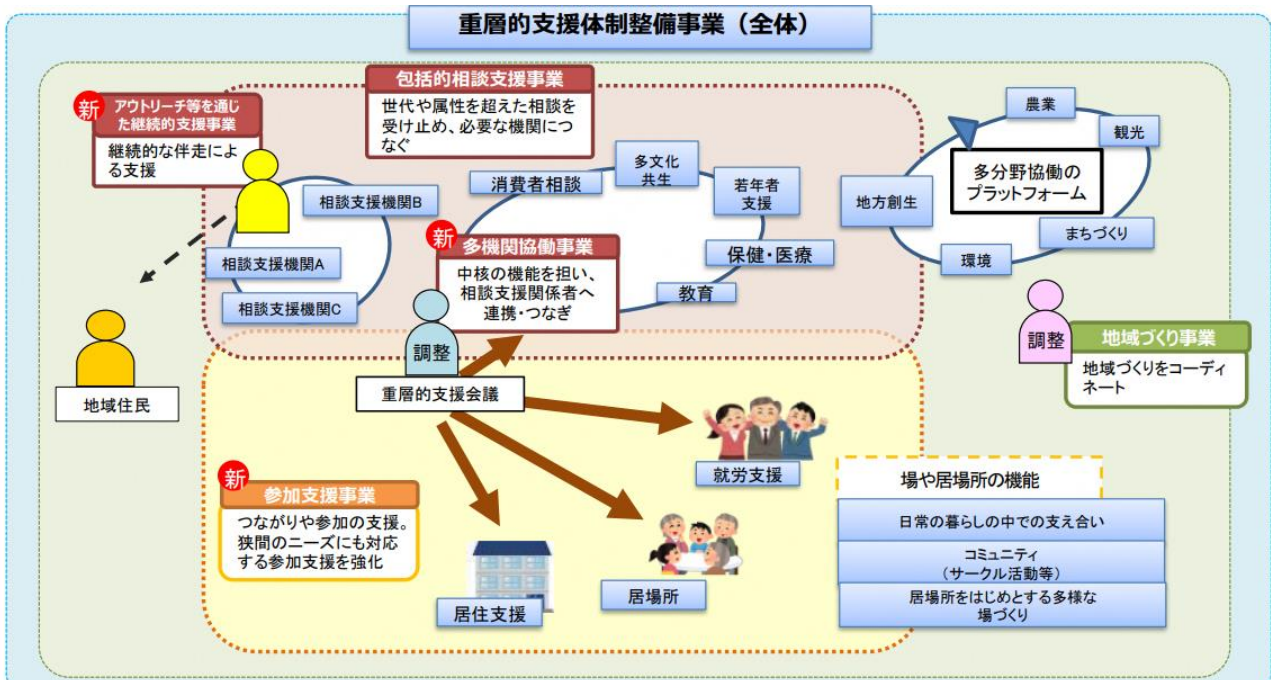 重層的支援体制整備事業（全体）
新
アウトリーチ等を通じ
た継続的支援事業
継続的な伴走によ
る支援
包括的相談支援事業
世代や属性を超えた相談を
受け止め、必要な機関につ
なぐ
相談支援機関B
相談支援機関A
相談支援機関C
消費者相談
多文化
共生
若年者
支援
保健・医療
教育
新
多機関協働事業
中核の機能を担い、
相談支援関係者へ
連携・つなぎ
調整
重層的支援会議
農業
観光
多分野協働の
プラットフォーム
地方創生
まちづくり
環境
調整
地域づくり事業
地域づくりをコーディ
ネート
地域住民
新
参加支援事業
つながりや参加の支援。
狭間のニーズにも対応
する参加支援を強化
就労支援
居場所
居住支援
場や居場所の機能
日常の暮らしの中での支え合い
コミュニティ
（サークル活動等）
居場所をはじめとする多様な
場づくり